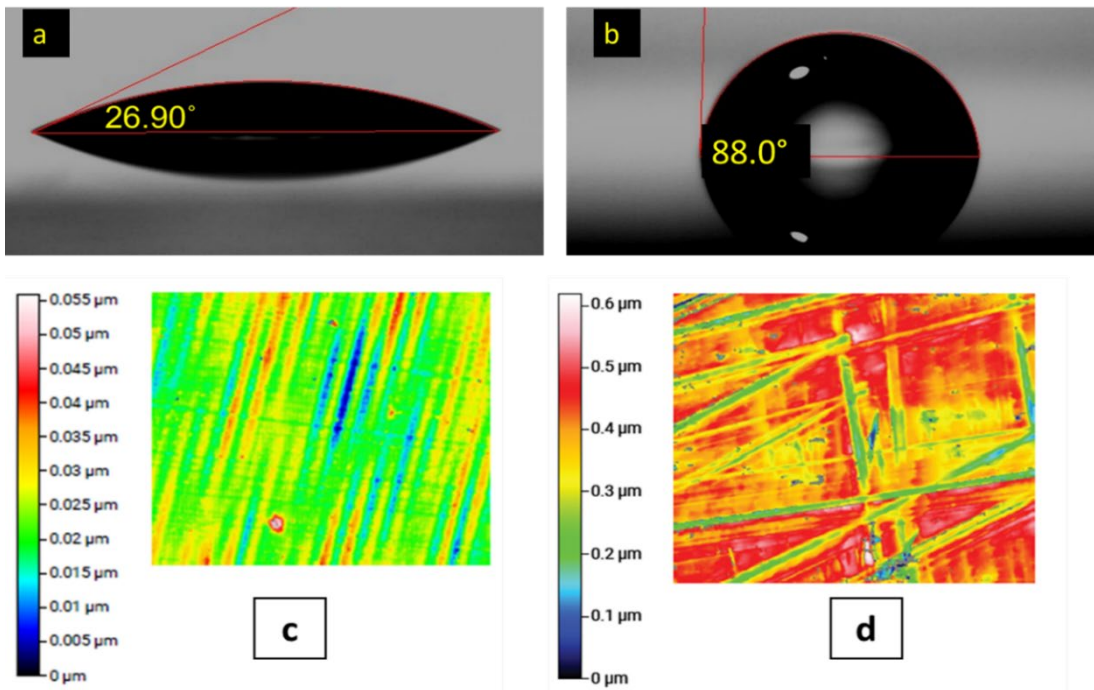 a
26.90°
b
88.0°
0.055 µm
0.05 µm
0.045 µm
0.04 µm
0.035 µm
0.03 µm
0.025 µm
0.02 µm
0.015 µm
0.01 µm
0.005 µm
0 µm
c
0.6 µm
0.5 µm
0.4 µm
0.3 µm
0.2 µm
0.1 µm
0 µm
d